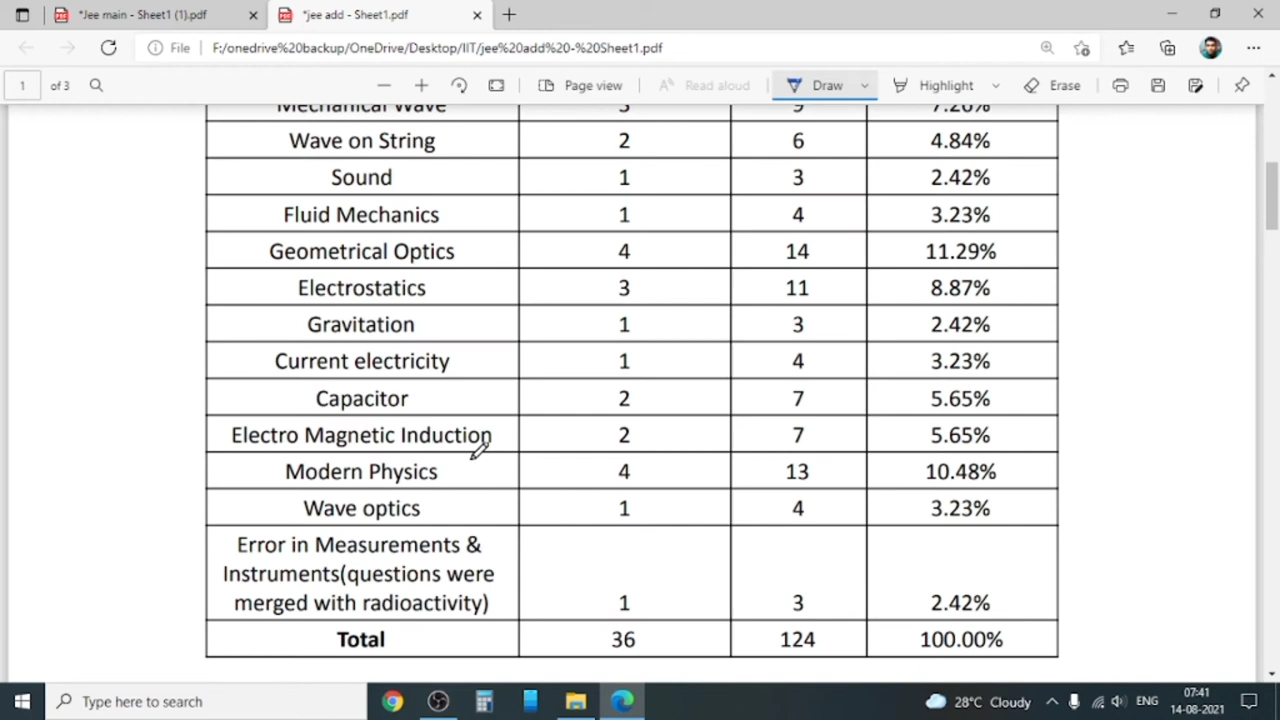 *Jee main - Sheet1 (1).pdf
*jee add - Sheet1.pdf
File
F:/onedrive%20backup/OneDrive/Desktop/IIT/jee%20add%20-%20Sheet1.pdf
1 of 3
Page view
Read aloud
Draw
Highlight
Erase
Mechanical Wave 3 9 7.26%
Wave on String 2 6 4.84%
Sound 1 3 2.42%
Fluid Mechanics 1 4 3.23%
Geometrical Optics 4 14 11.29%
Electrostatics 3 11 8.87%
Gravitation 1 3 2.42%
Current electricity 1 4 3.23%
Capacitor 2 7 5.65%
Electro Magnetic Induction 2 7 5.65%
Modern Physics 4 13 10.48%
Wave optics 1 4 3.23%
Error in Measurements &
Instruments(questions were
merged with radioactivity) 1 3 2.42%
Total 36 124 100.00%
Type here to search
28°C Cloudy
ENG
07:41
14-08-2021